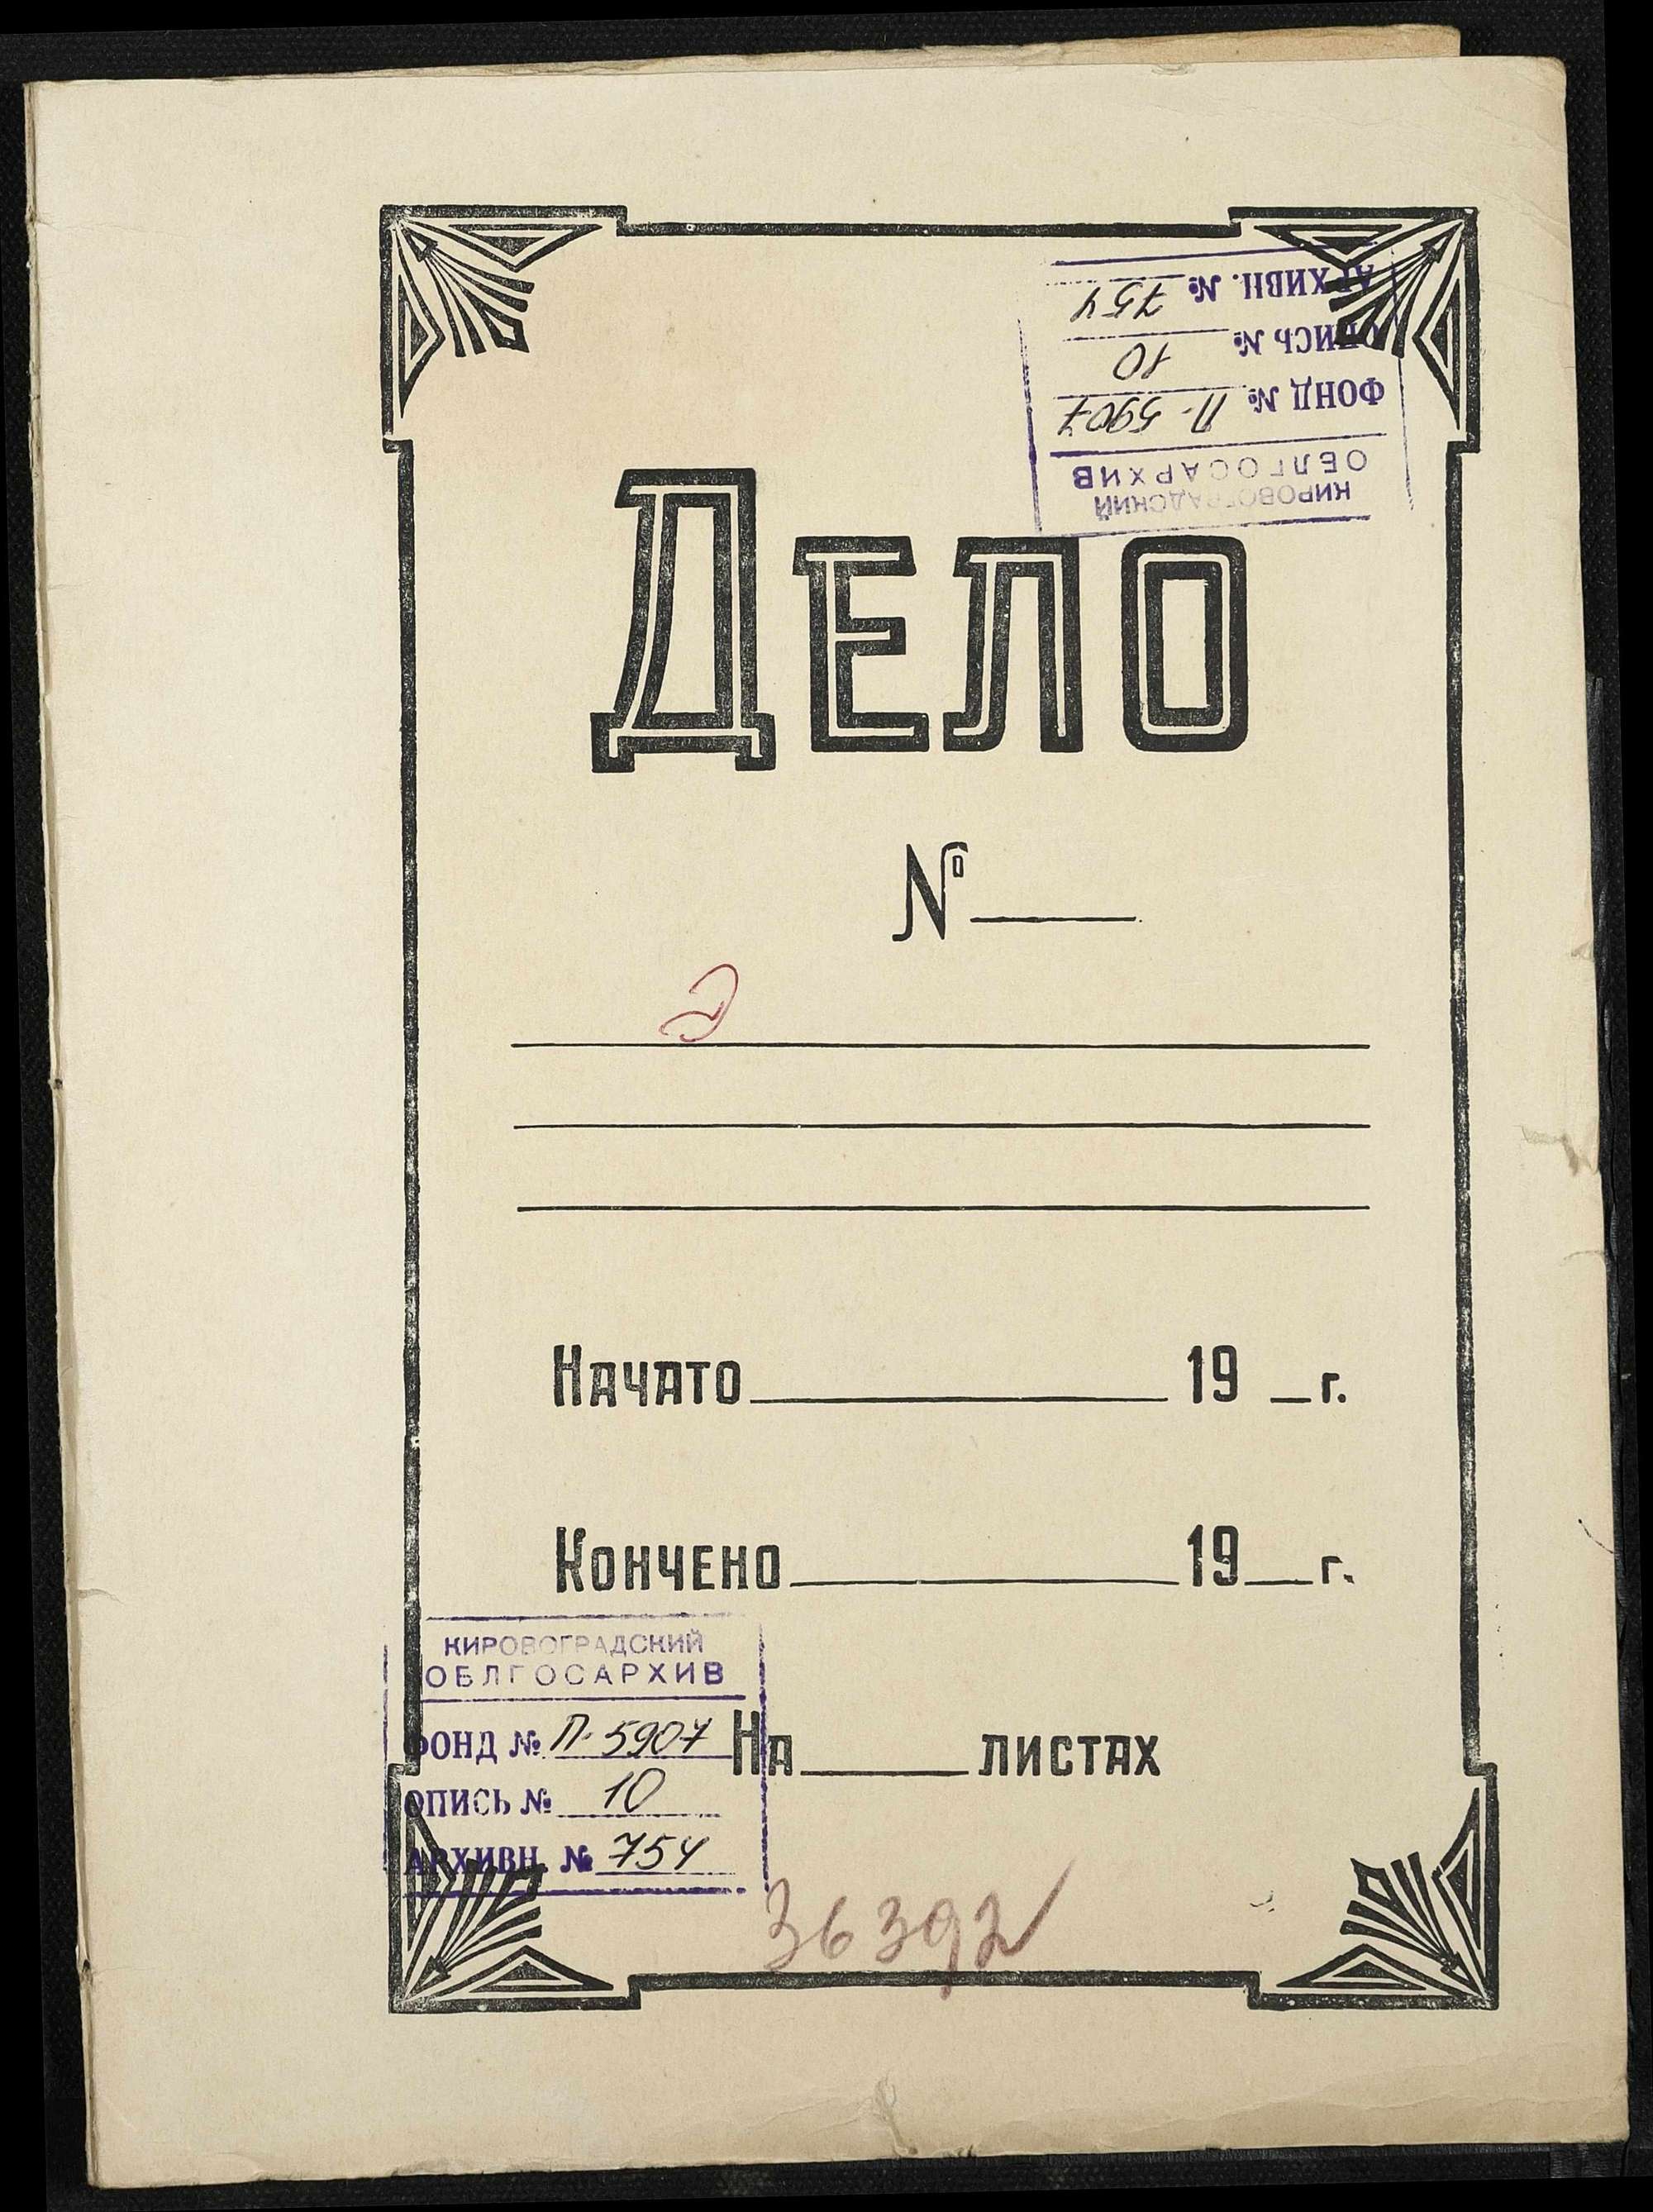 КИРОВОГРАДСКИЙ
ОБЛГОСАРХИВ
ФОНД № П-5907
ОПИСЬ № 10
АРХИВН. № 754
ДЕЛО
№
НАЧАТО 19 г.
КОНЧЕНО 19 г.
КИРОВОГРАДСКИЙ
ОБЛГОСАРХИВ
ФОНД № П-5907
НА ЛИСТАХ
ОПИСЬ № 10
АРХИВН. № 754
36392